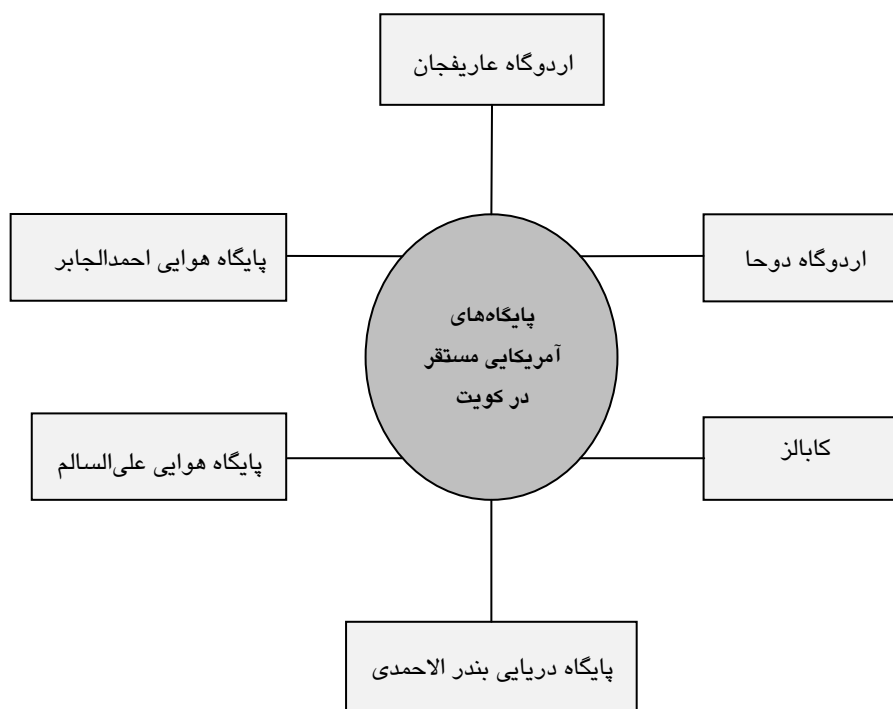 اردوگاه عاریفجان
اردوگاه دوحا
پایگاه هوایی احمدالجابر
پایگاه‌های
آمریکایی مستقر
در کویت
کابالز
پایگاه هوایی علی‌السالم
پایگاه دریایی بندر الاحمدی